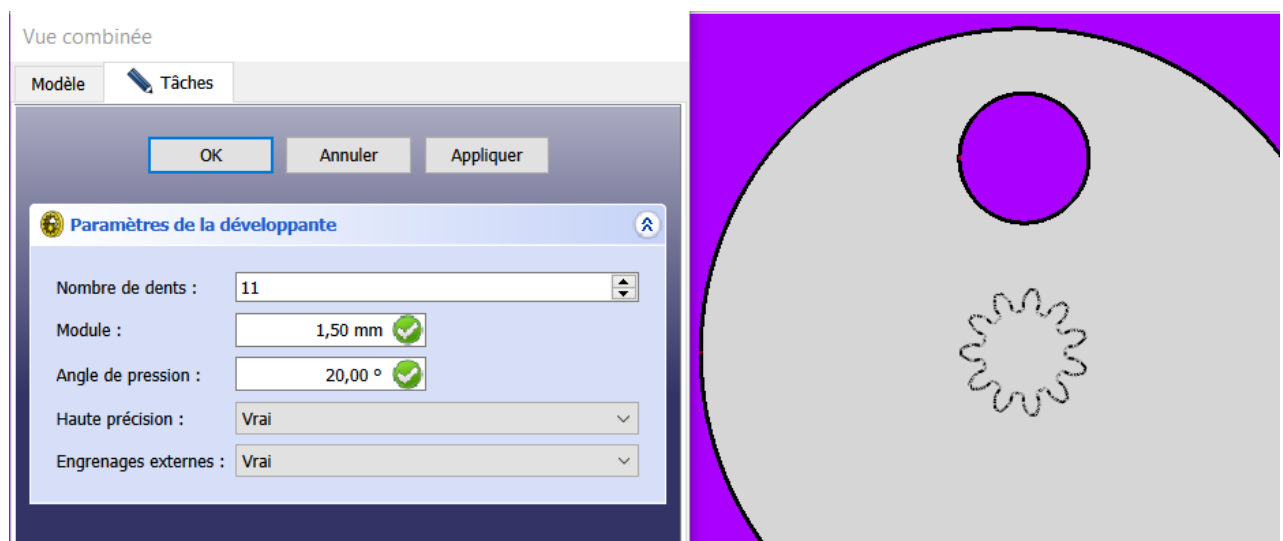 Vue combinée
Modèle Tâches
OK Annuler Appliquer
Paramètres de la développante
Nombre de dents : 11
Module : 1,50 mm
Angle de pression : 20,00 °
Haute précision : Vrai
Engrenages externes : Vrai